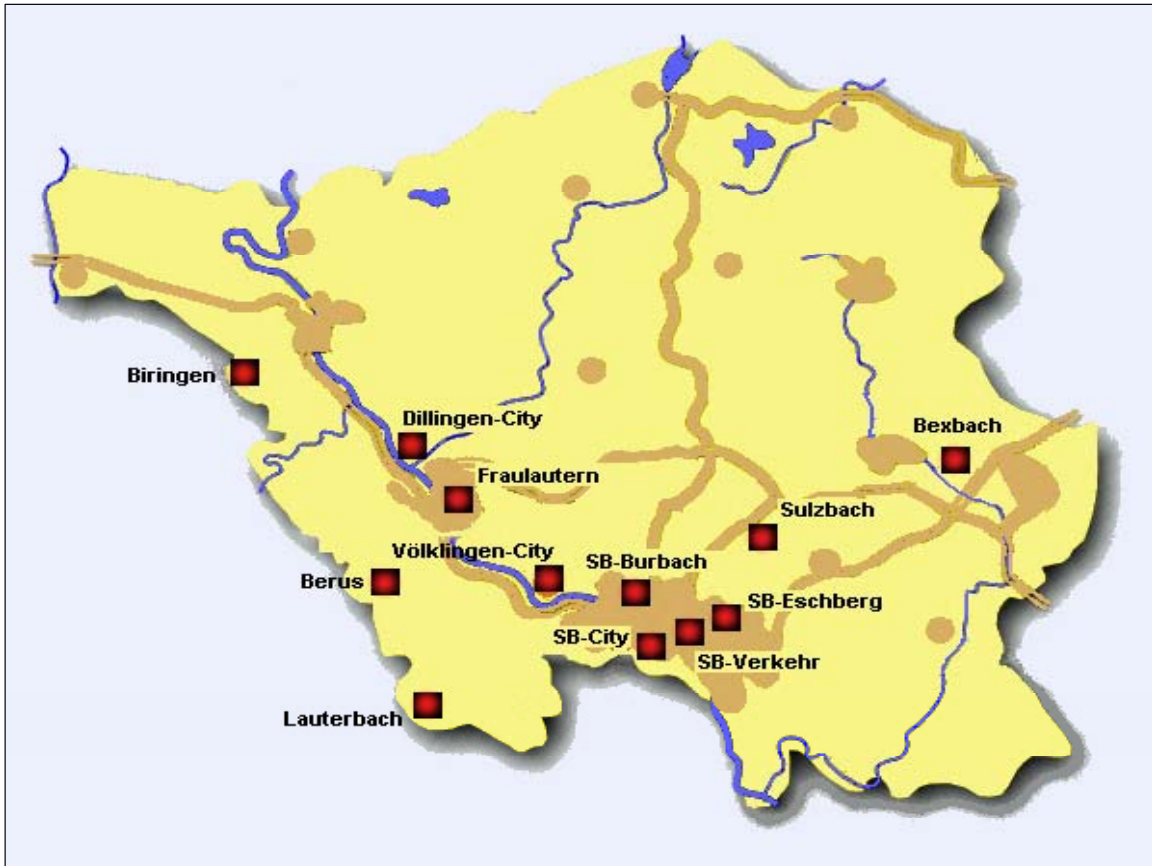 Biringen
Dillingen-City
Bexbach
Fraulautern
Sulzbach
Völklingen-City
SB-Burbach
Berus
SB-Eschberg
SB-City
SB-Verkehr
Lauterbach